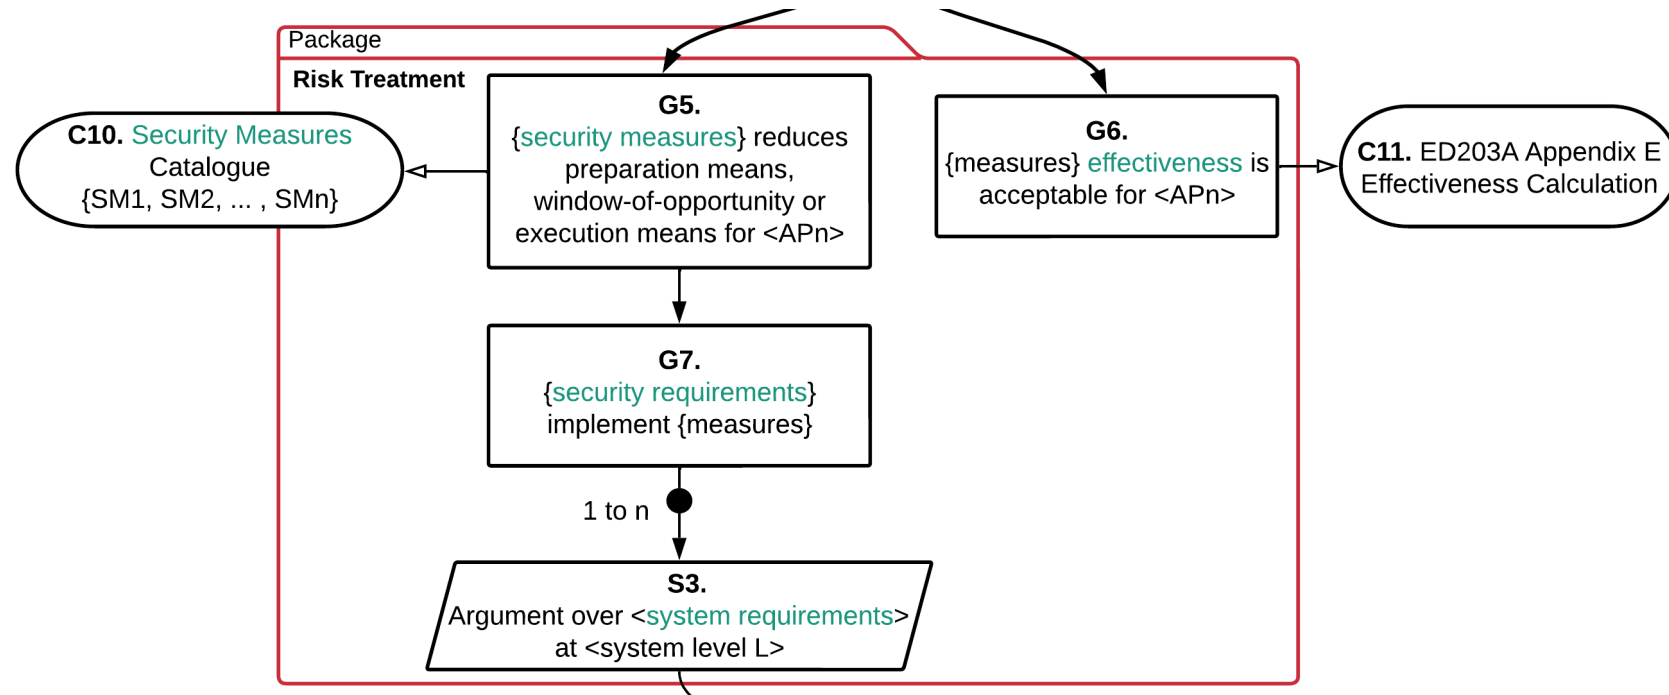 Package
Risk Treatment
C10. Security Measures
Catalogue
{SM1, SM2, ... , SMn}
G5.
{security measures} reduces
preparation means,
window-of-opportunity or
execution means for <APn>
G6.
{measures} effectiveness is
acceptable for <APn>
C11. ED203A Appendix E
Effectiveness Calculation
G7.
{security requirements}
implement {measures}
1 to n
S3.
Argument over <system requirements>
at <system level L>